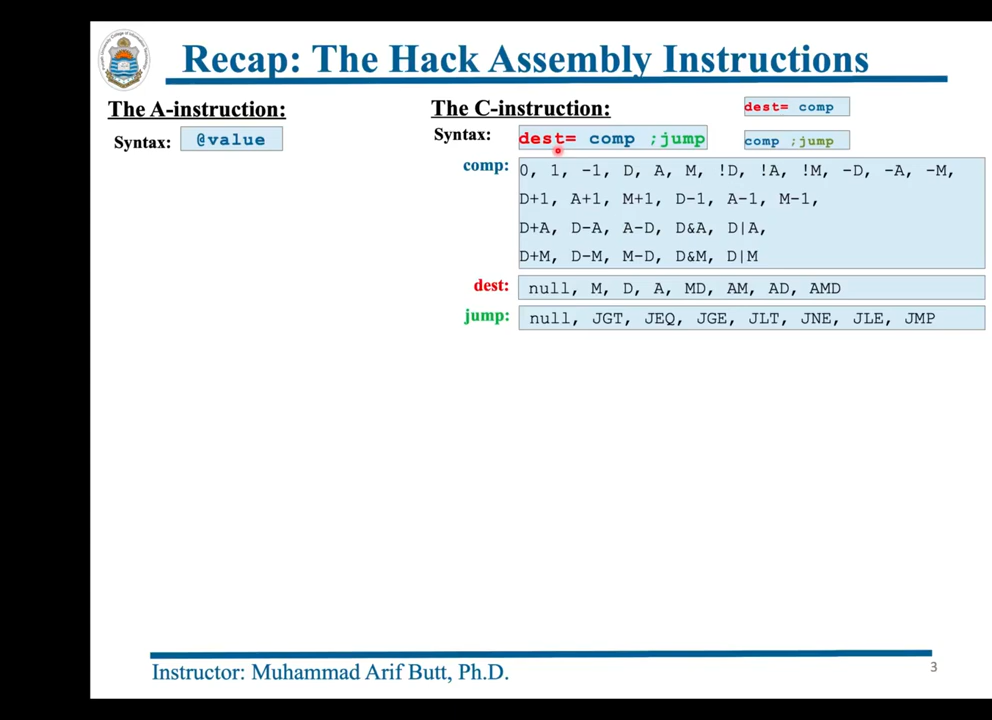 Recap: The Hack Assembly Instructions
The A-instruction:
Syntax: @value
The C-instruction:
Syntax: dest= comp ;jump
dest= comp
comp ;jump
comp: 0, 1, -1, D, A, M, !D, !A, !M, -D, -A, -M,
D+1, A+1, M+1, D-1, A-1, M-1,
D+A, D-A, A-D, D&A, D|A,
D+M, D-M, M-D, D&M, D|M
dest: null, M, D, A, MD, AM, AD, AMD
jump: null, JGT, JEQ, JGE, JLT, JNE, JLE, JMP
Instructor: Muhammad Arif Butt, Ph.D.
3